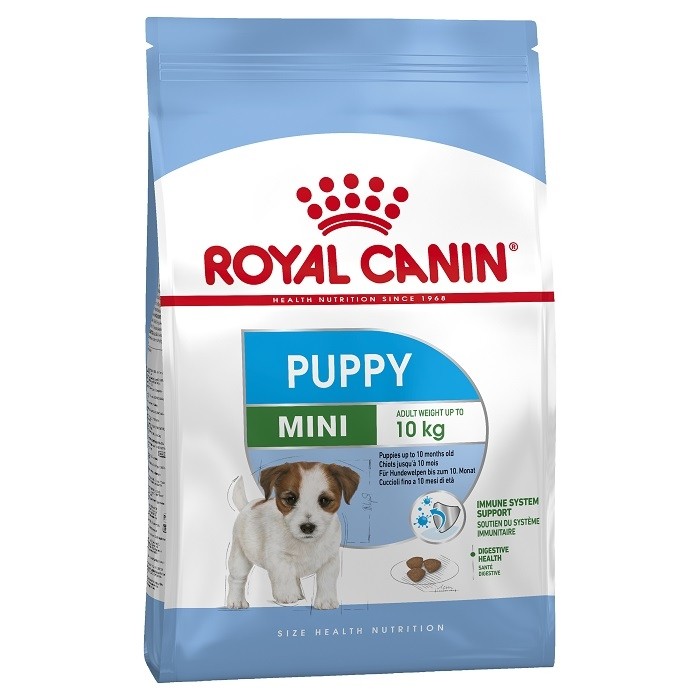 ROYAL CANIN®
HEALTH NUTRITION SINCE 1968
PUPPY
MINI
ADULT WEIGHT UP TO
10 kg
Puppies up to 10 months old
Chiots jusqu'à 10 mois
Für Hundewelpen bis zum 10. Monat
Cuccioli fino a 10 mesi di età
IMMUNE SYSTEM
SUPPORT
SOUTIEN DU SYSTÈME
IMMUNITAIRE
DIGESTIVE
HEALTH
SANTÉ
DIGESTIVE
SIZE HEALTH NUTRITION